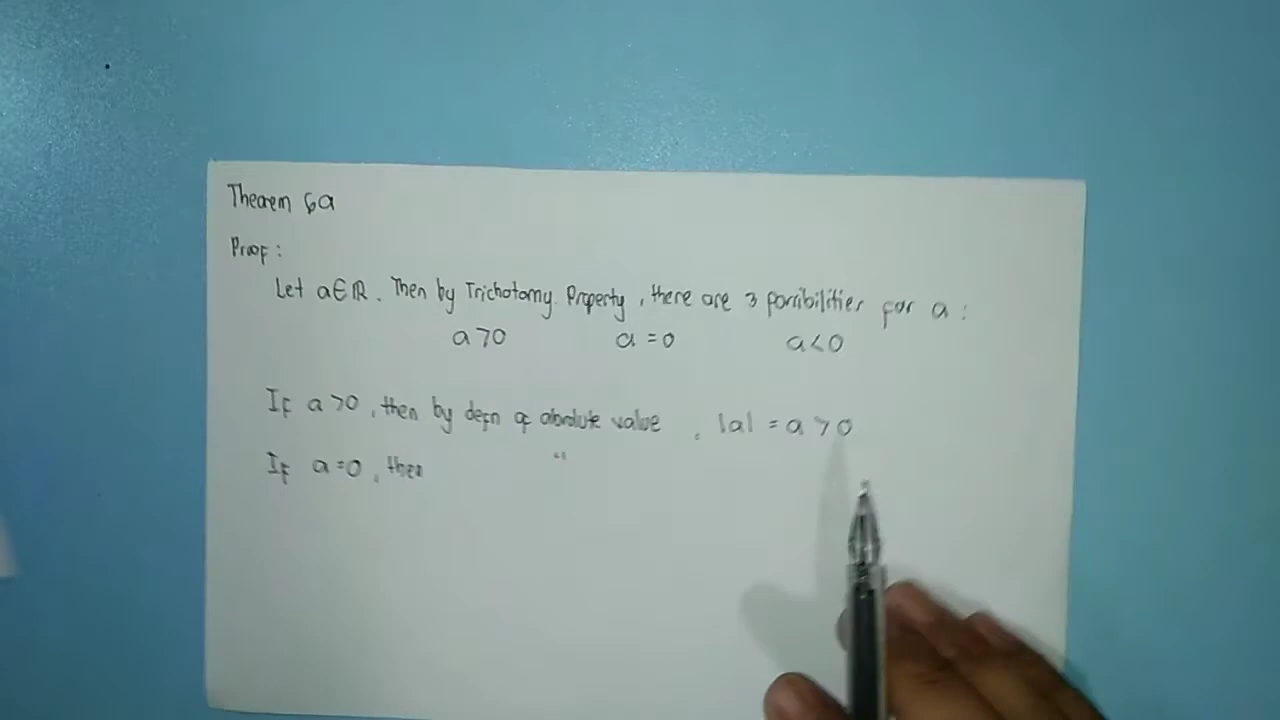 Theorem 6a
Proof :
Let a∈ℝ. Then by Trichotomy Property, there are 3 possibilities for a :
a>0 a=0 a<0
If a>0, then by defn of absolute value, |a| = a > 0
If a=0, then "